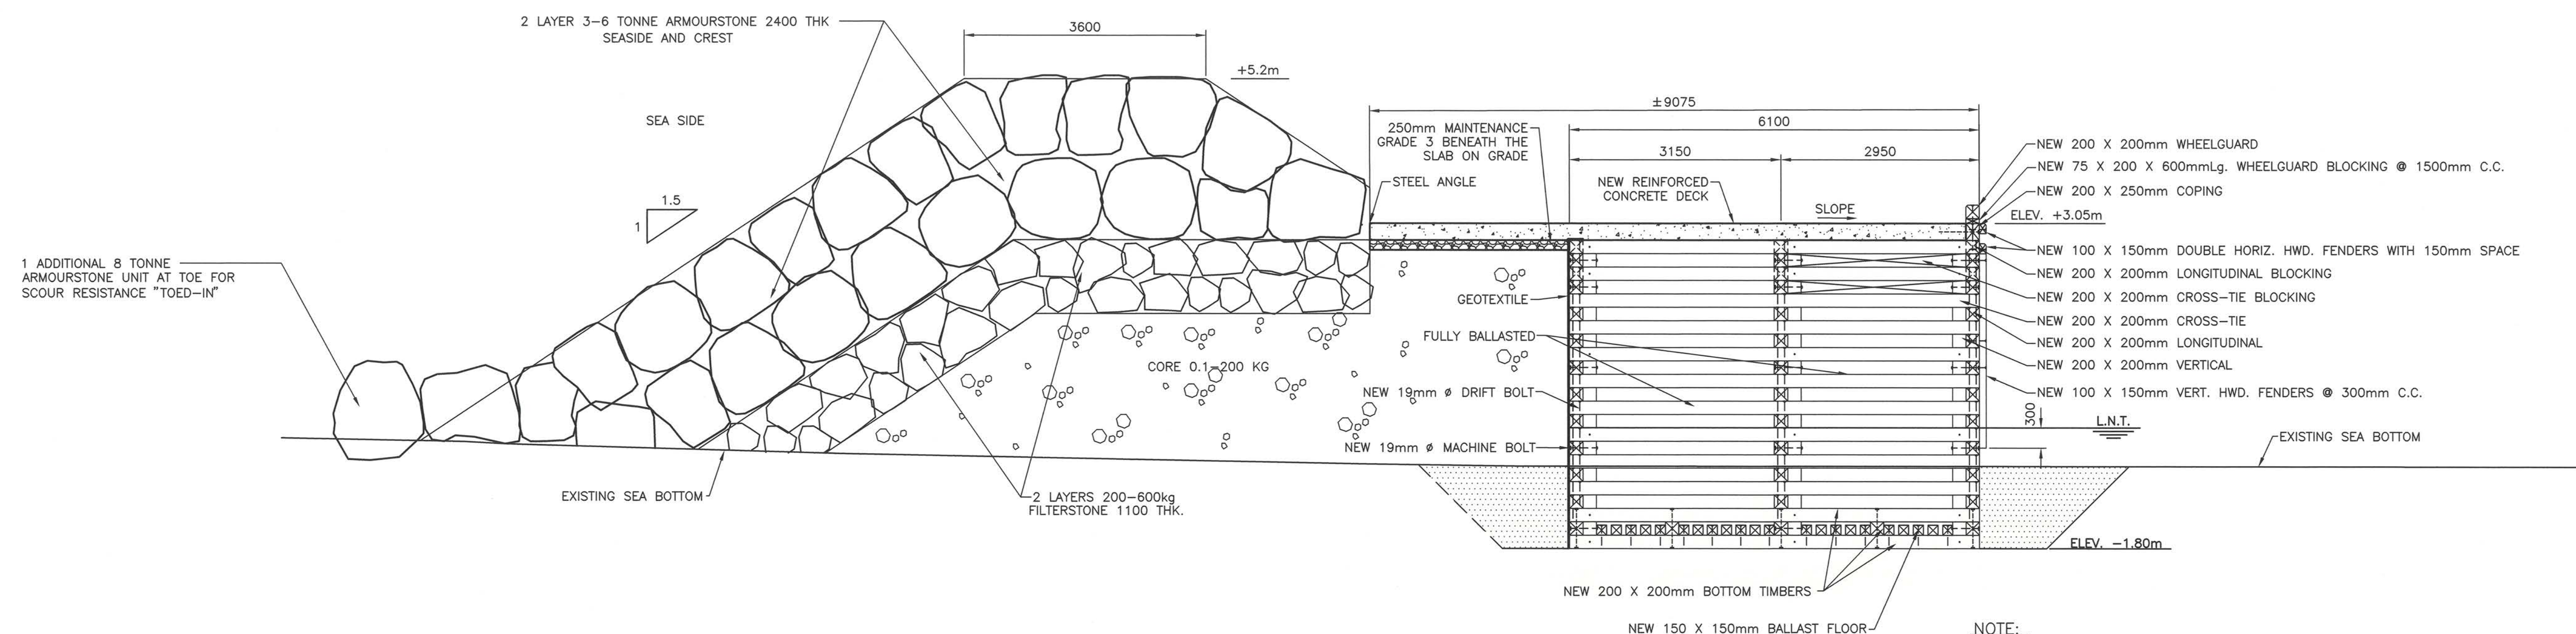 2 LAYER 3-6 TONNE ARMOURSTONE 2400 THK
SEASIDE AND CREST
3600
+5.2m
SEA SIDE
1.5
1
1 ADDITIONAL 8 TONNE
ARMOURSTONE UNIT AT TOE FOR
SCOUR RESISTANCE "TOED-IN"
±9075
6100
3150
2950
250mm MAINTENANCE
GRADE 3 BENEATH THE
SLAB ON GRADE
STEEL ANGLE
NEW REINFORCED
CONCRETE DECK
SLOPE
NEW 200 X 200mm WHEELGUARD
NEW 75 X 200 X 600mmLg. WHEELGUARD BLOCKING @ 1500mm C.C.
NEW 200 X 250mm COPING
ELEV. +3.05m
NEW 100 X 150mm DOUBLE HORIZ. HWD. FENDERS WITH 150mm SPACE
NEW 200 X 200mm LONGITUDINAL BLOCKING
NEW 200 X 200mm CROSS-TIE BLOCKING
NEW 200 X 200mm CROSS-TIE
NEW 200 X 200mm LONGITUDINAL
NEW 200 X 200mm VERTICAL
NEW 100 X 150mm VERT. HWD. FENDERS @ 300mm C.C.
GEOTEXTILE
FULLY BALLASTED
CORE 0.1-200 KG
NEW 19mm ø DRIFT BOLT
NEW 19mm ø MACHINE BOLT
300
L.N.T.
EXISTING SEA BOTTOM
EXISTING SEA BOTTOM
2 LAYERS 200-600kg
FILTERSTONE 1100 THK.
ELEV. -1.80m
NEW 200 X 200mm BOTTOM TIMBERS
NEW 150 X 150mm BALLAST FLOOR
NOTE: